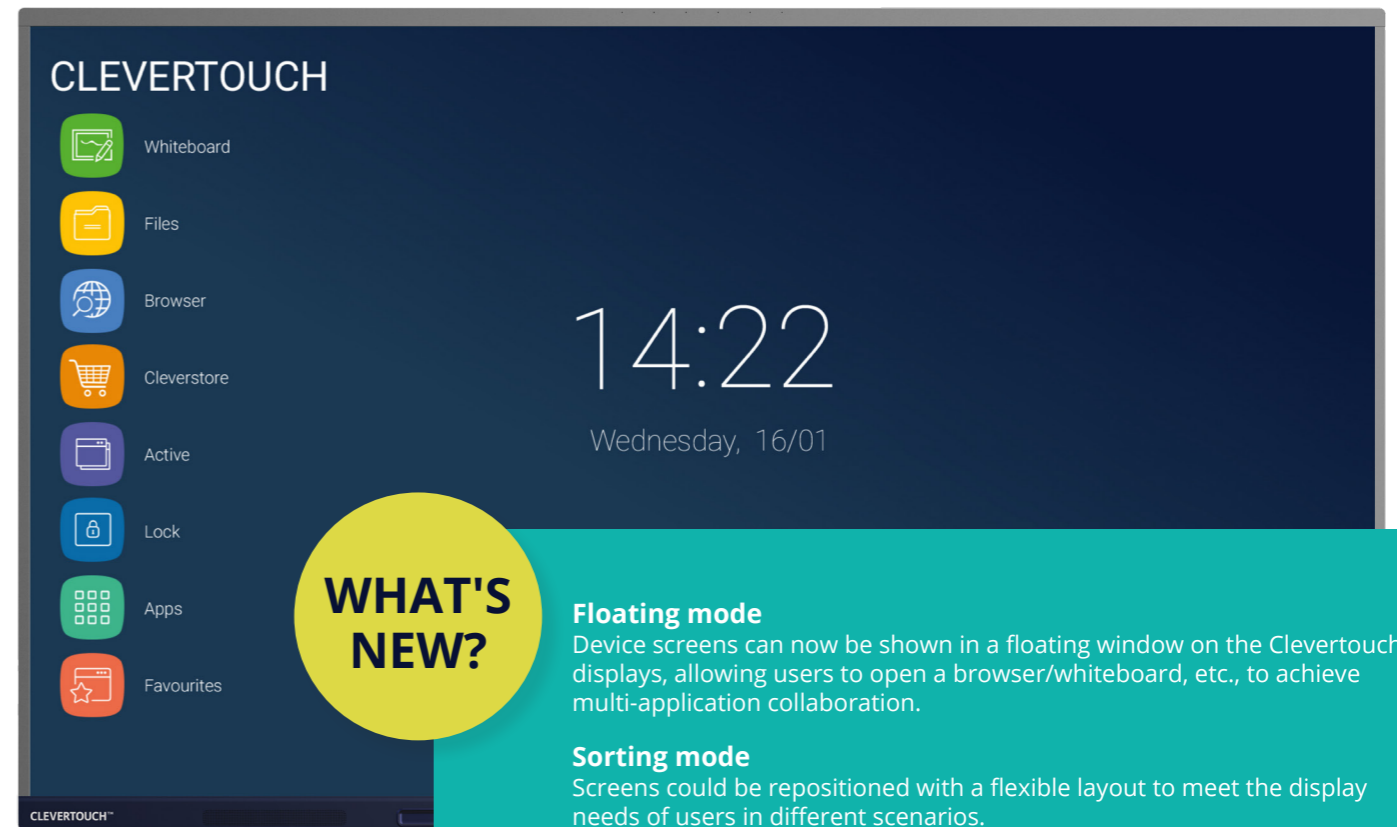 CLEVERTOUCH
Whiteboard
Files
Browser
Cleverstore
Active
Lock
Apps
Favourites
14:22
Wednesday, 16/01
WHAT'S
NEW?
Floating mode
Device screens can now be shown in a floating window on the Clevertouch
displays, allowing users to open a browser/whiteboard, etc., to achieve
multi-application collaboration.
Sorting mode
Screens could be repositioned with a flexible layout to meet the display
needs of users in different scenarios.
CLEVERTOUCH™